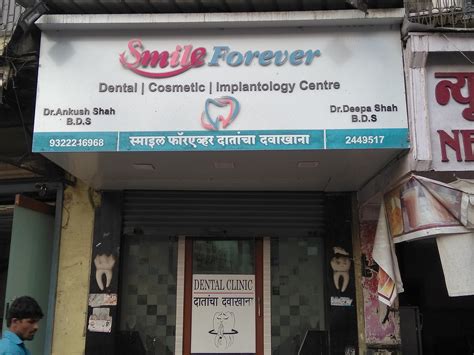 Smile Forever
Dental | Cosmetic | Implantology Centre
Dr.Ankush Shah
B.D.S
Dr.Deepa Shah
B.D.S
9322246968
स्माइल फॉरएव्हर दातांचा दवाखाना
2449517
DENTAL CLINIC
दातांचा दवाखाना
न्यू
NE